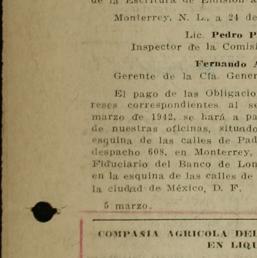 de la Escritura de Emisión a
Monterrey, N. L., a 24 de
Lic. Pedro P
Inspector de la Comisi
Fernando A
Gerente de la Cía. Gener
El pago de las Obligacio
reses correspondientes al se
marzo de 1942, se hará a pa
de nuestras oficinas, situado
esquina de las calles de Pad
despacho 608, en Monterrey,
Fiduciario del Banco de Lon
en la esquina de las calles de
la ciudad de México, D. F.
5 marzo.
COMPAÑIA AGRICOLA DEL
EN LIQU